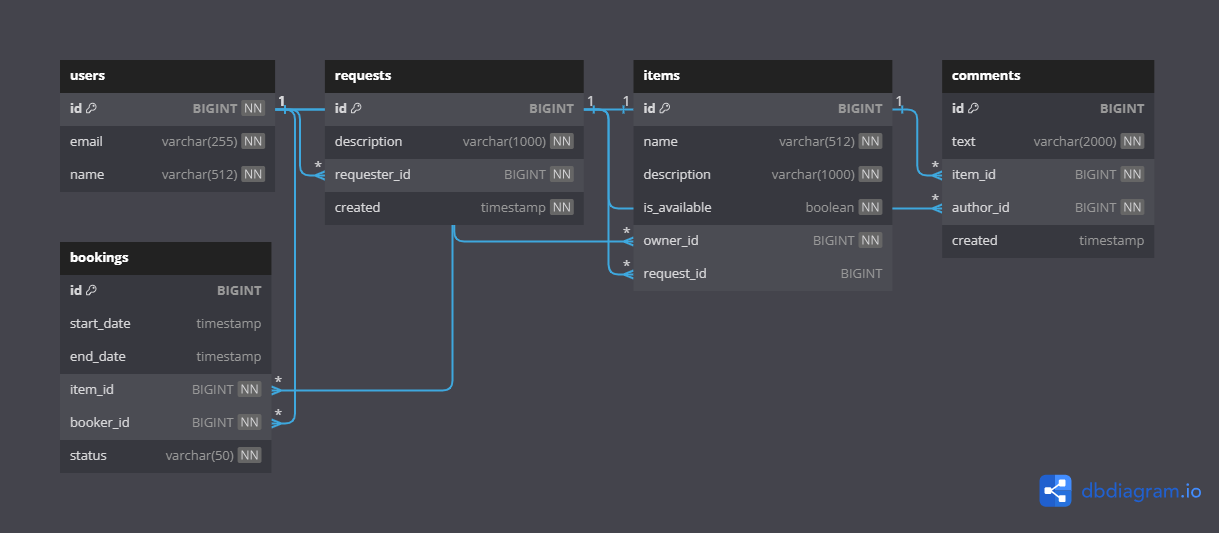 users
id BIGINT NN
email varchar(255) NN
name varchar(512) NN
requests
id BIGINT
description varchar(1000) NN
requester_id BIGINT NN
created timestamp NN
items
id BIGINT
name varchar(512) NN
description varchar(1000) NN
is_available boolean NN
owner_id BIGINT NN
request_id BIGINT
comments
id BIGINT
text varchar(2000) NN
item_id BIGINT NN
author_id BIGINT NN
created timestamp
bookings
id BIGINT
start_date timestamp
end_date timestamp
item_id BIGINT NN
booker_id BIGINT NN
status varchar(50) NN
1
*
1
1
*
*
1
*
*
*
*
dbdiagram.io